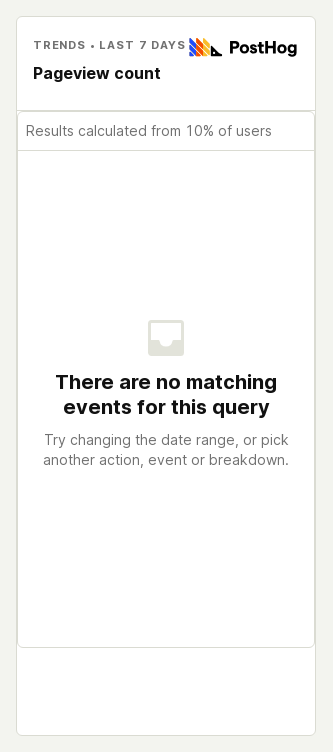 TRENDS • LAST 7 DAYS
PostHog
Pageview count
Results calculated from 10% of users
There are no matching
events for this query
Try changing the date range, or pick
another action, event or breakdown.